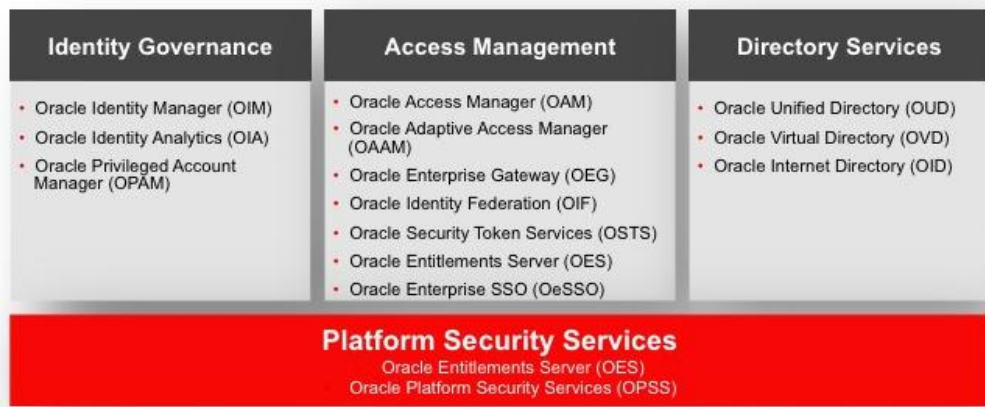 Identity Governance
• Oracle Identity Manager (OIM)
• Oracle Identity Analytics (OIA)
• Oracle Privileged Account
Manager (OPAM)
Access Management
• Oracle Access Manager (OAM)
• Oracle Adaptive Access Manager
(OAAM)
• Oracle Enterprise Gateway (OEG)
• Oracle Identity Federation (OIF)
• Oracle Security Token Services (OSTS)
• Oracle Entitlements Server (OES)
• Oracle Enterprise SSO (OeSSO)
Directory Services
• Oracle Unified Directory (OUD)
• Oracle Virtual Directory (OVD)
• Oracle Internet Directory (OID)
Platform Security Services
Oracle Entitlements Server (OES)
Oracle Platform Security Services (OPSS)